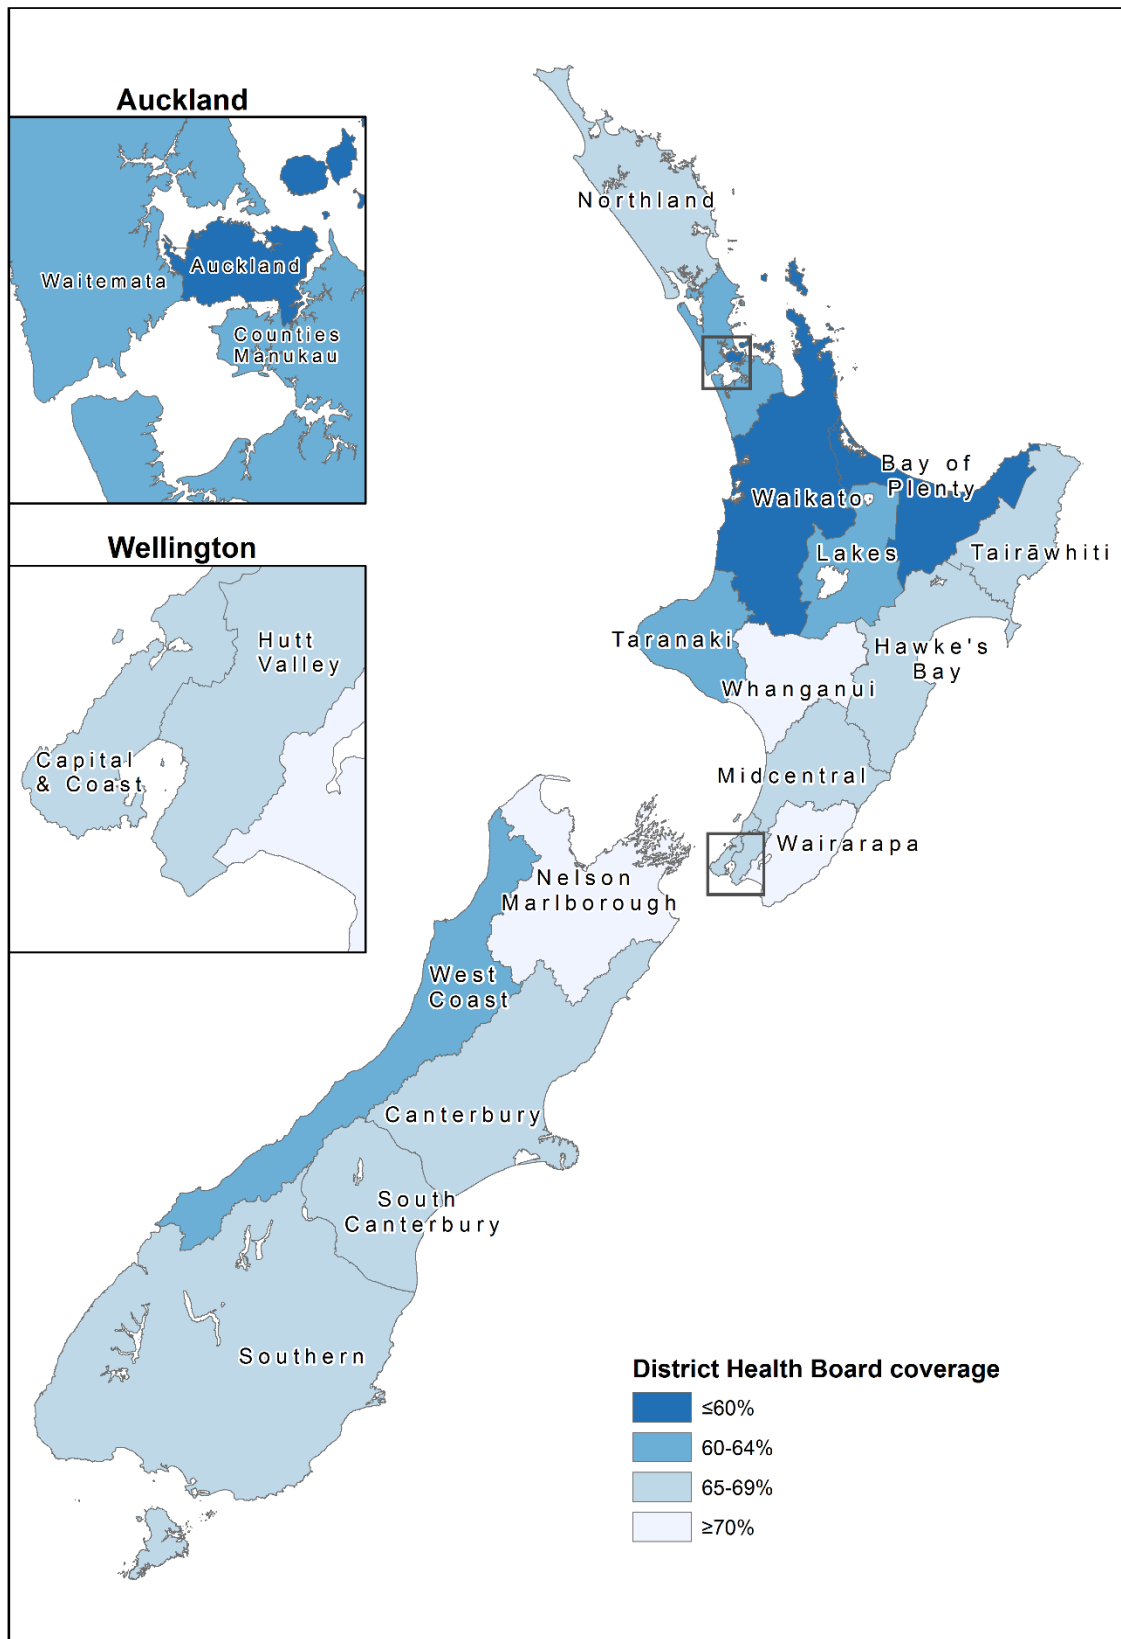 Auckland
Waitemata
Auckland
Counties
Manukau
Wellington
Hutt
Valley
Capital
& Coast
Northland
Bay of
Plenty
Waikato
Lakes
Tairāwhiti
Taranaki
Hawke's
Bay
Whanganui
Midcentral
Wairarapa
Nelson
Marlborough
West
Coast
Canterbury
South
Canterbury
Southern
District Health Board coverage
≤60%
60-64%
65-69%
≥70%